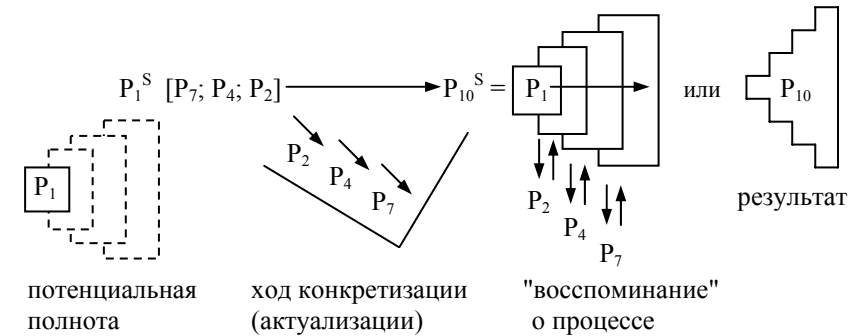 P₁ˢ [P₇; P₄; P₂] P₁₀ˢ = P₁ или P₁₀
P₁
P₂
P₄
P₇
P₂
P₄
P₇
результат
потенциальная полнота
ход конкретизации (актуализации)
"восспоминание" о процессе